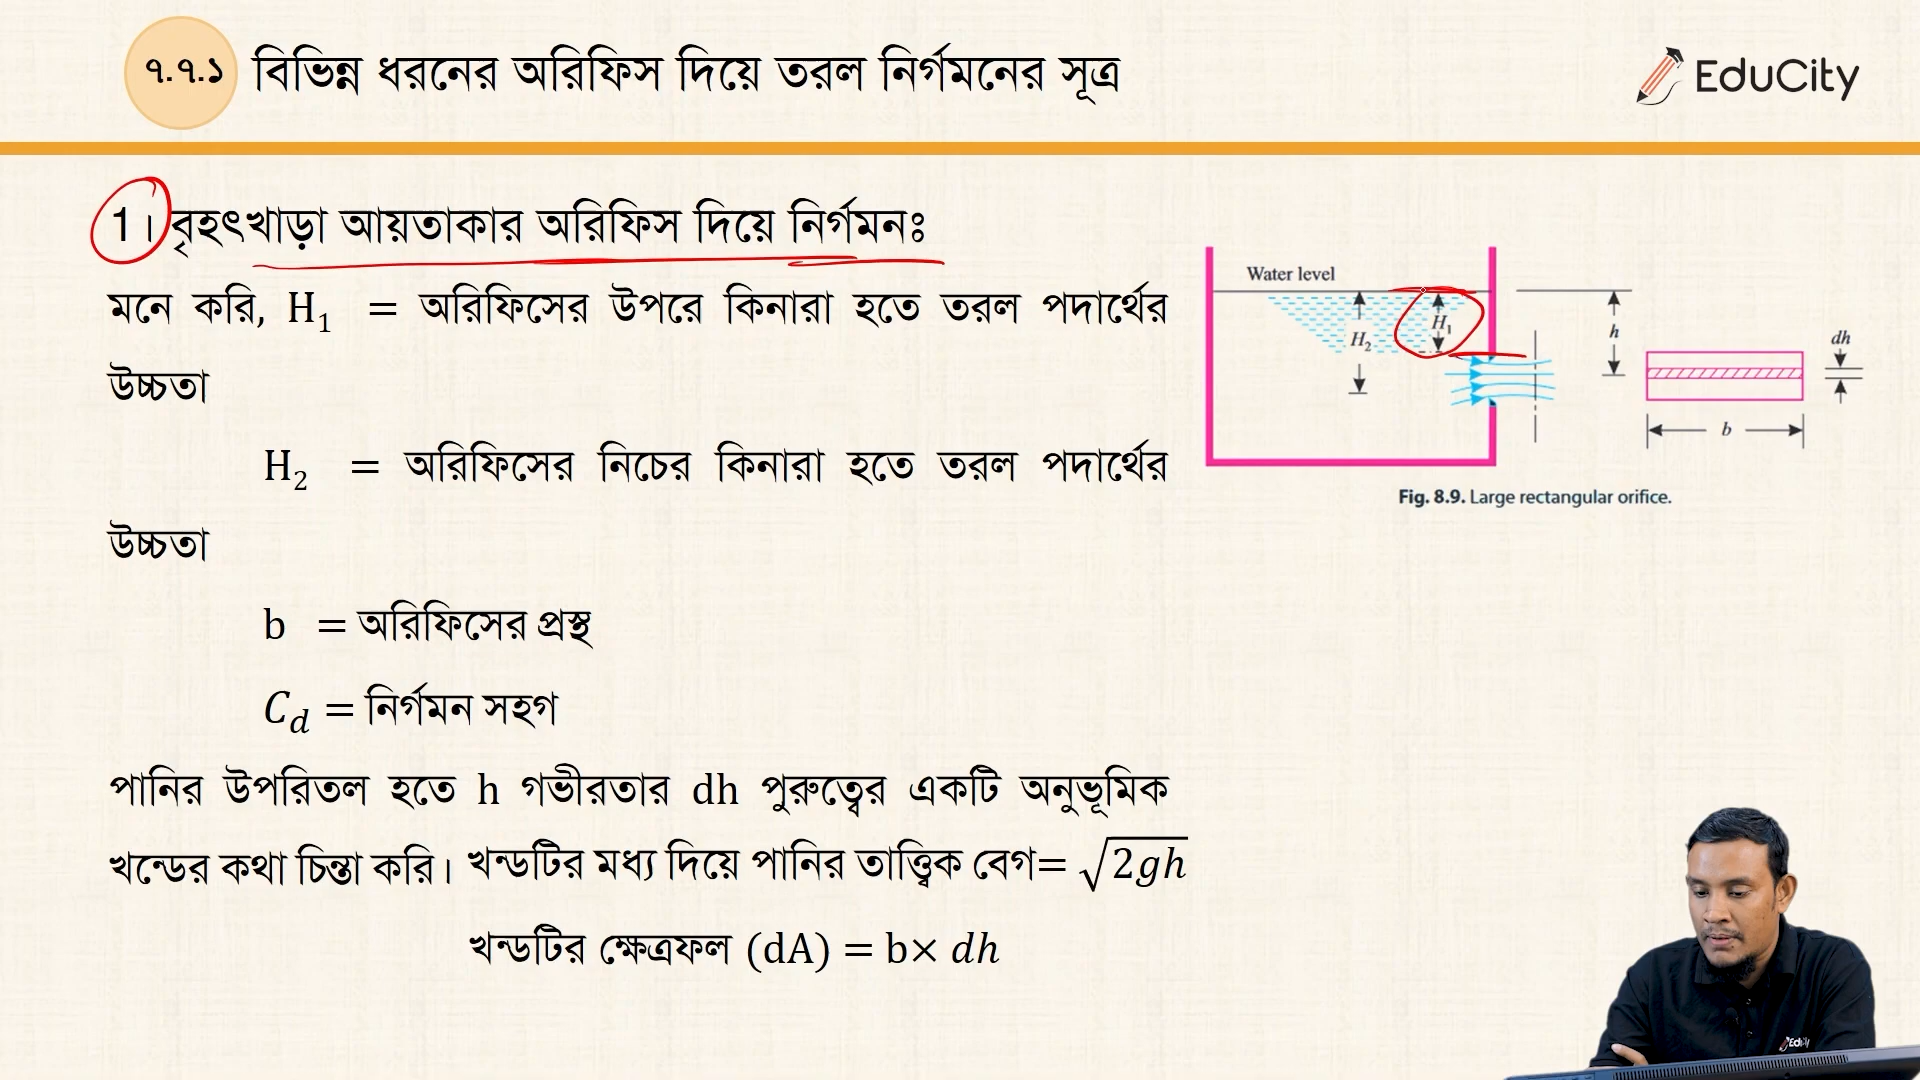 ৭.৭.১ বিভিন্ন ধরনের অরিফিস দিয়ে তরল নির্গমনের সূত্র
EduCity
1। বৃহৎখাড়া আয়তাকার অরিফিস দিয়ে নির্গমনঃ
মনে করি, H₁ = অরিফিসের উপরে কিনারা হতে তরল পদার্থের
উচ্চতা
H₂ = অরিফিসের নিচের কিনারা হতে তরল পদার্থের
উচ্চতা
b = অরিফিসের প্রস্থ
C_d = নির্গমন সহগ
পানির উপরিতল হতে h গভীরতার dh পুরুত্বের একটি অনুভূমিক
খন্ডের কথা চিন্তা করি। খন্ডটির মধ্য দিয়ে পানির তাত্ত্বিক বেগ= √2gh
খন্ডটির ক্ষেত্রফল (dA) = b× dh
Water level
H₁
H₂
h
dh
b
Fig. 8.9. Large rectangular orifice.